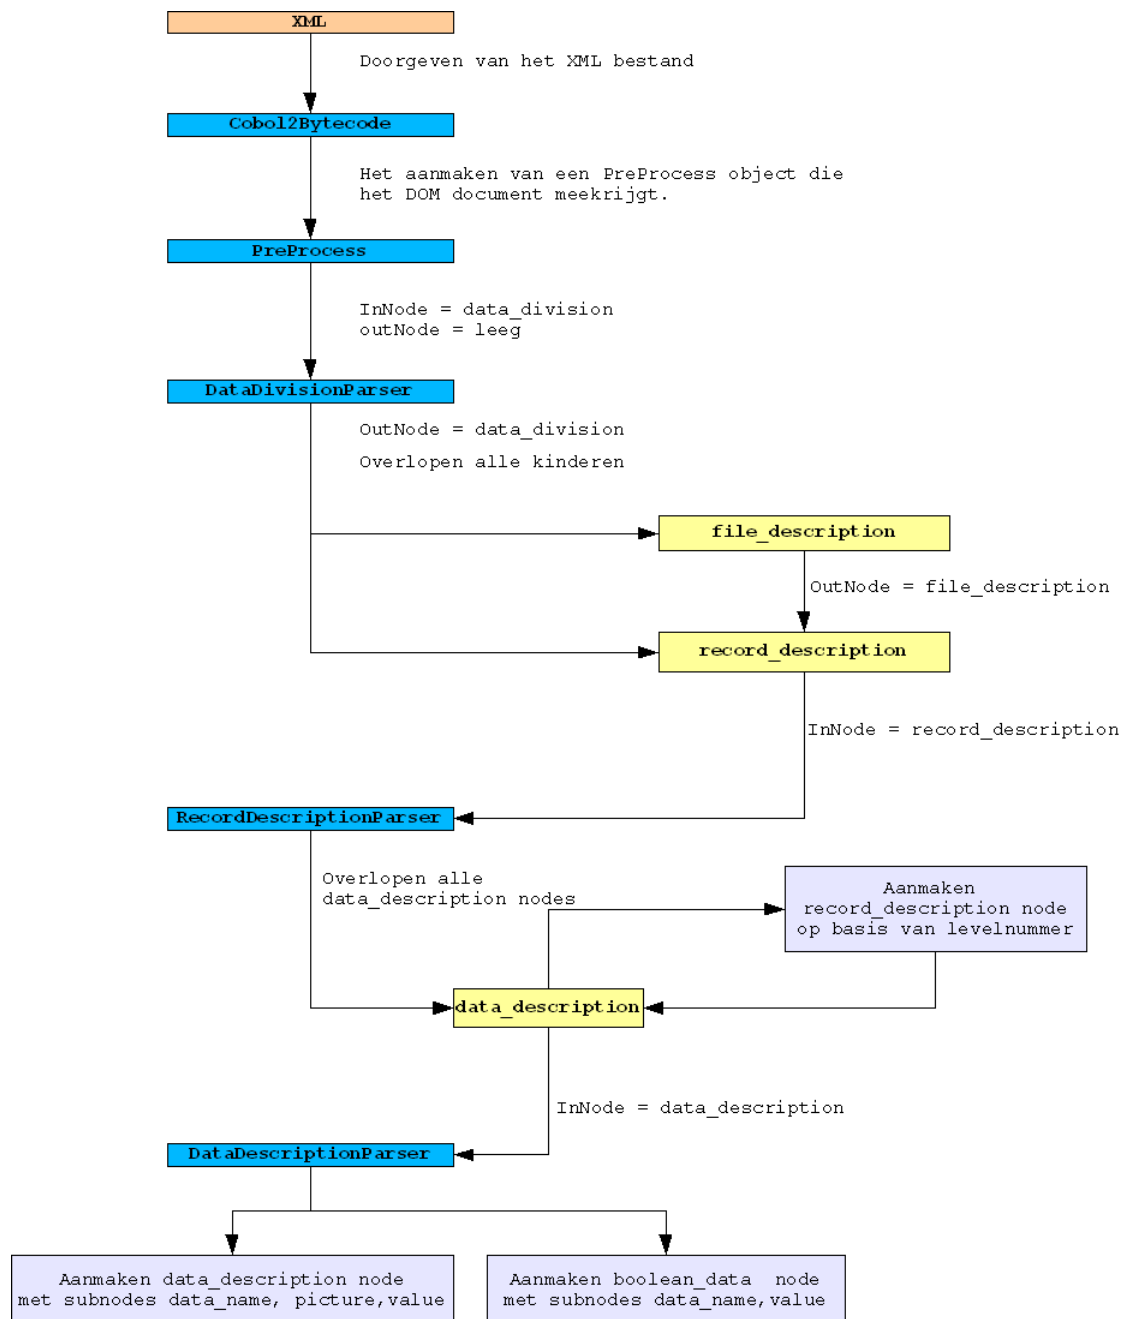 XML
Doorgeven van het XML bestand
Cobol2Bytecode
Het aanmaken van een PreProcess object die
het DOM document meekrijgt.
PreProcess
InNode = data_division
outNode = leeg
DataDivisionParser
OutNode = data_division
Overlopen alle kinderen
file_description
OutNode = file_description
record_description
InNode = record_description
RecordDescriptionParser
Overlopen alle
data_description nodes
Aanmaken
record_description node
op basis van levelnummer
data_description
InNode = data_description
DataDescriptionParser
Aanmaken data_description node
met subnodes data_name, picture,value
Aanmaken boolean_data  node
met subnodes data_name,value